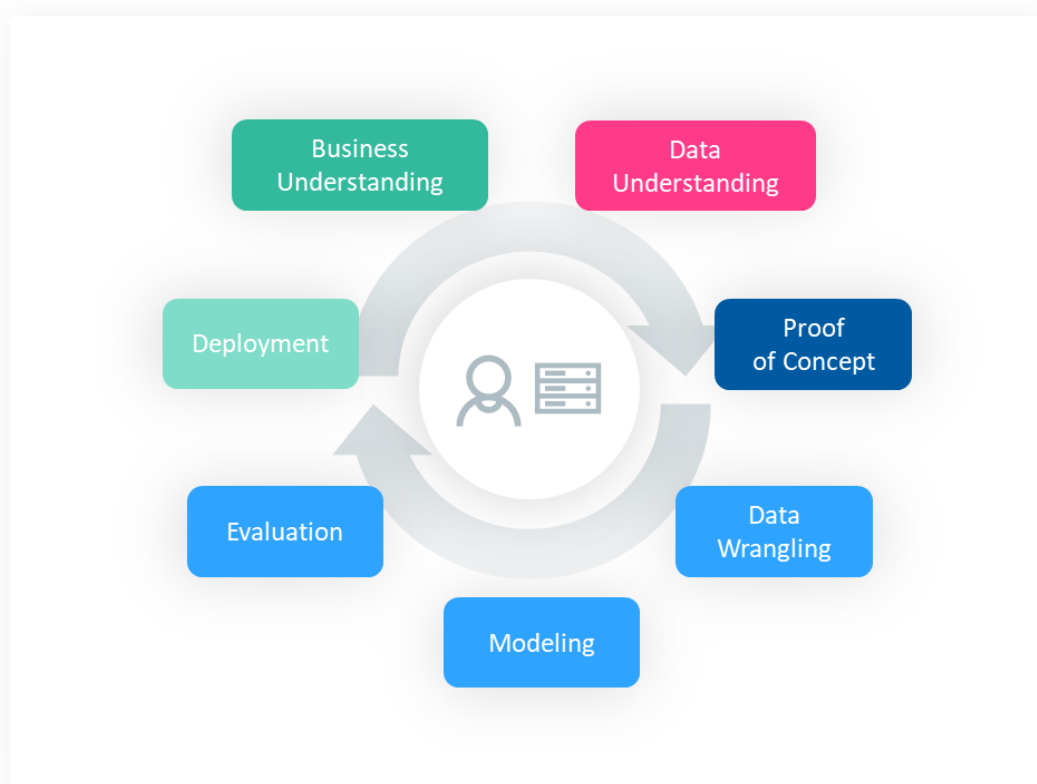 Business
Understanding
Data
Understanding
Proof
of Concept
Data
Wrangling
Modeling
Evaluation
Deployment